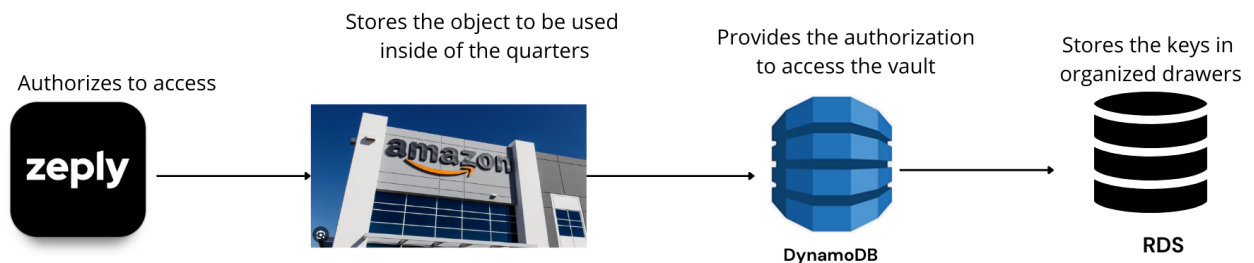 Authorizes to access
zeply
Stores the object to be used
inside of the quarters
amazon
Provides the authorization
to access the vault
DynamoDB
Stores the keys in
organized drawers
RDS